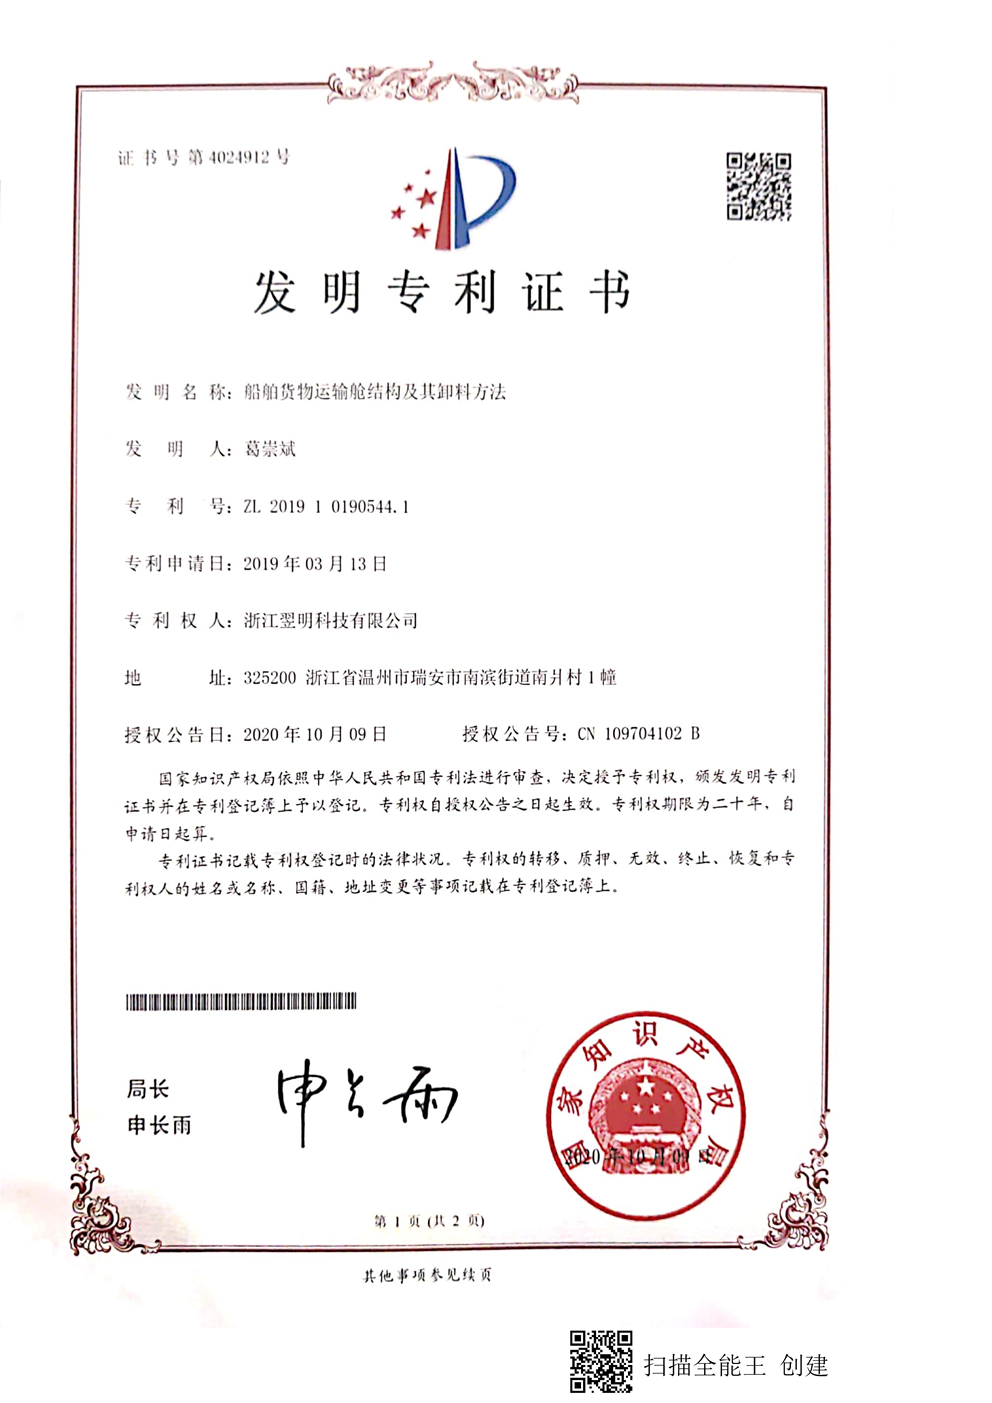 证书号第4024912号
发明专利证书
发明名称：船舶货物运输舱结构及其卸料方法
发明人：葛崇斌
专利号：ZL 2019 1 0190544.1
专利申请日：2019年03月13日
专利权人：浙江翌明科技有限公司
地址：325200 浙江省温州市瑞安市南滨街道南爿村1幢
授权公告日：2020年10月09日 授权公告号：CN 109704102 B
国家知识产权局依照中华人民共和国专利法进行审查，决定授予专利权，颁发发明专利
证书并在专利登记簿上予以登记。专利权自授权公告之日起生效。专利权期限为二十年，自
申请日起算。
专利证书记载专利权登记时的法律状况。专利权的转移、质押、无效、终止、恢复和专
利权人的姓名或名称、国籍、地址变更等事项记载在专利登记簿上。
局长
申长雨
申长雨
国家知识产权局
2020年10月09日
第 1 页 (共 2 页)
其他事项参见续页
扫描全能王 创建